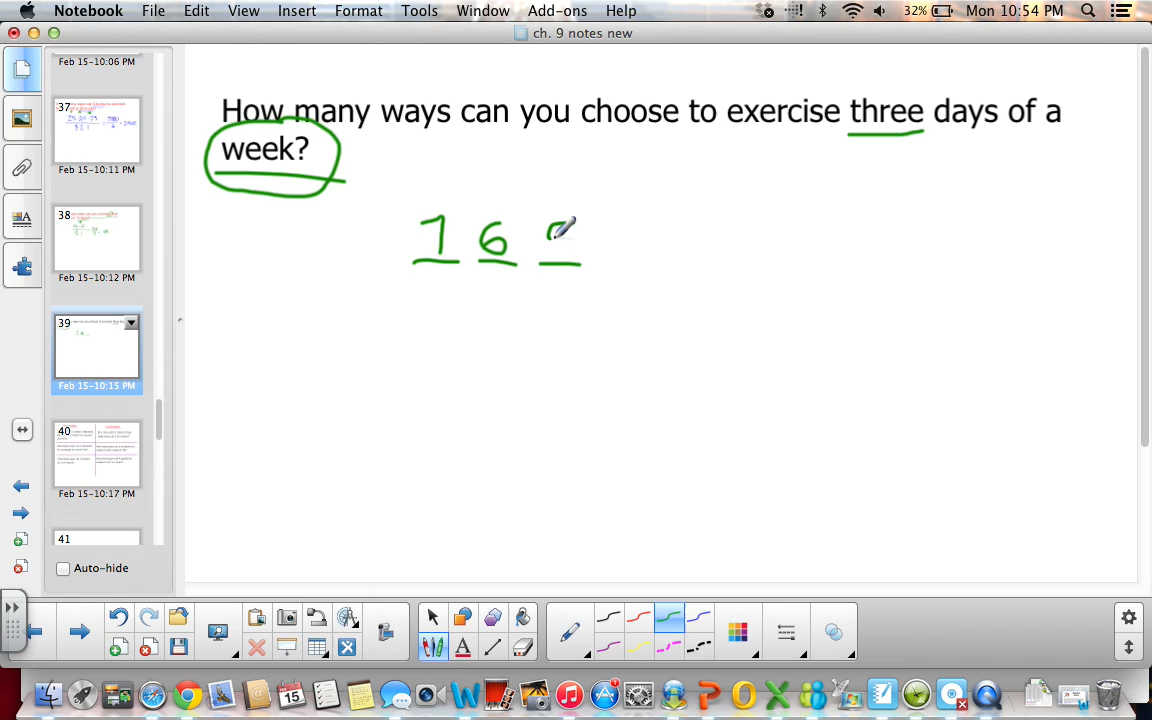 Notebook File Edit View Insert Format Tools Window Add-ons Help 32% Mon 10:54 PM
ch. 9 notes new
Feb 15-10:06 PM
37
Feb 15-10:11 PM
38
Feb 15-10:12 PM
39
Feb 15-10:15 PM
40
Feb 15-10:17 PM
41
Auto-hide
How many ways can you choose to exercise three days of a
week?
7 6